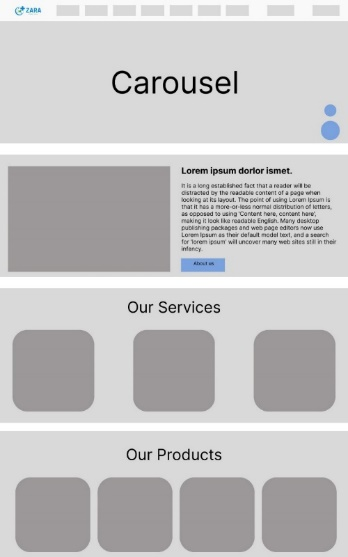 ZARA
Carousel
Lorem ipsum dorlor ismet.
It is a long established fact that a reader will be
distracted by the readable content of a page when
looking at its layout. The point of using Lorem Ipsum is
that it has a more-or-less normal distribution of letters,
as opposed to using 'Content here, content here',
making it look like readable English. Many desktop
publishing packages and web page editors now use
Lorem Ipsum as their default model text, and a search
for 'lorem ipsum' will uncover many web sites still in their
infancy.
About us
Our Services
Our Products